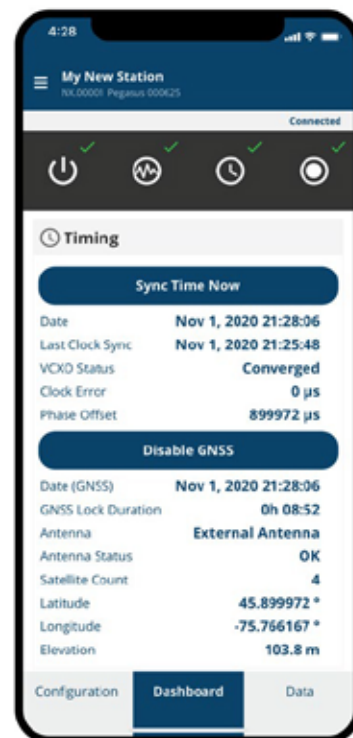 4:28
My New Station
NX.00001 Pegasus 000625
Connected
Timing
Sync Time Now
Date Nov 1, 2020 21:28:06
Last Clock Sync Nov 1, 2020 21:25:48
VCXO Status Converged
Clock Error 0 µs
Phase Offset 899972 µs
Disable GNSS
Date (GNSS) Nov 1, 2020 21:28:06
GNSS Lock Duration 0h 08:52
Antenna External Antenna
Antenna Status OK
Satellite Count 4
Latitude 45.899972 °
Longitude -75.766167 °
Elevation 103.8 m
Configuration Dashboard Data